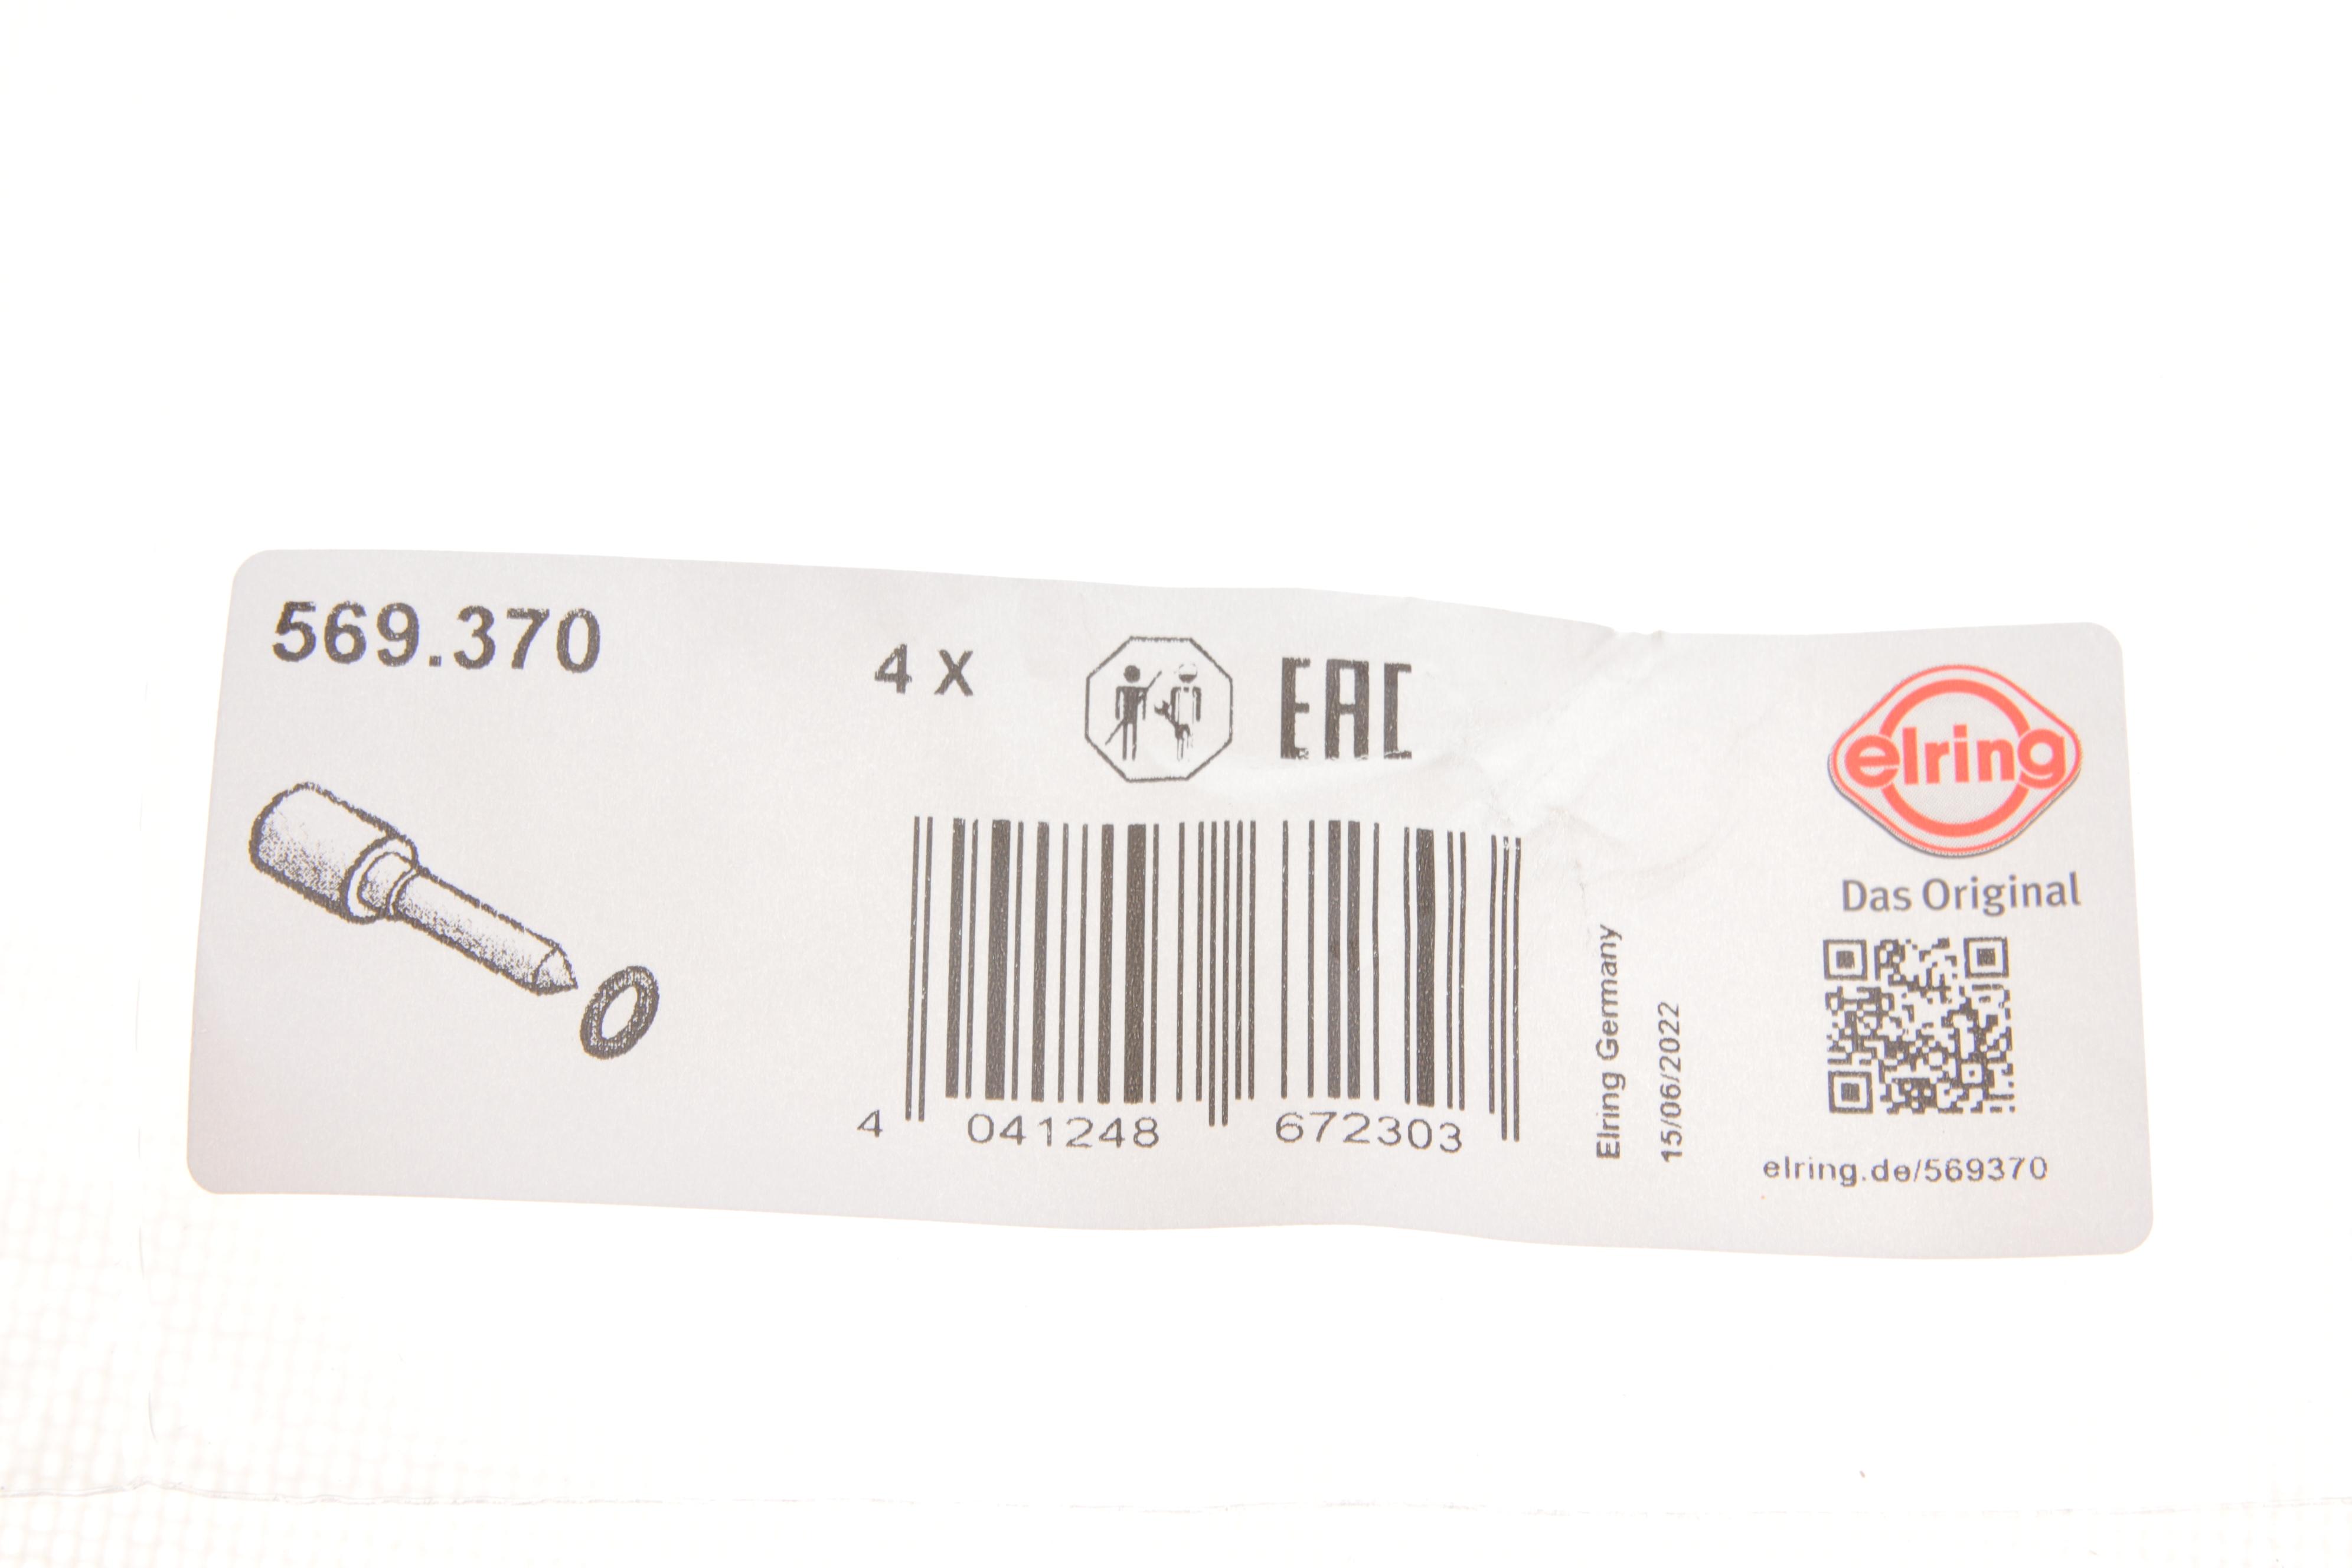 569.370
4 X
EAC
elring
Das Original
4 041248 672303
Elring Germany
15/06/2022
elring.de/569370